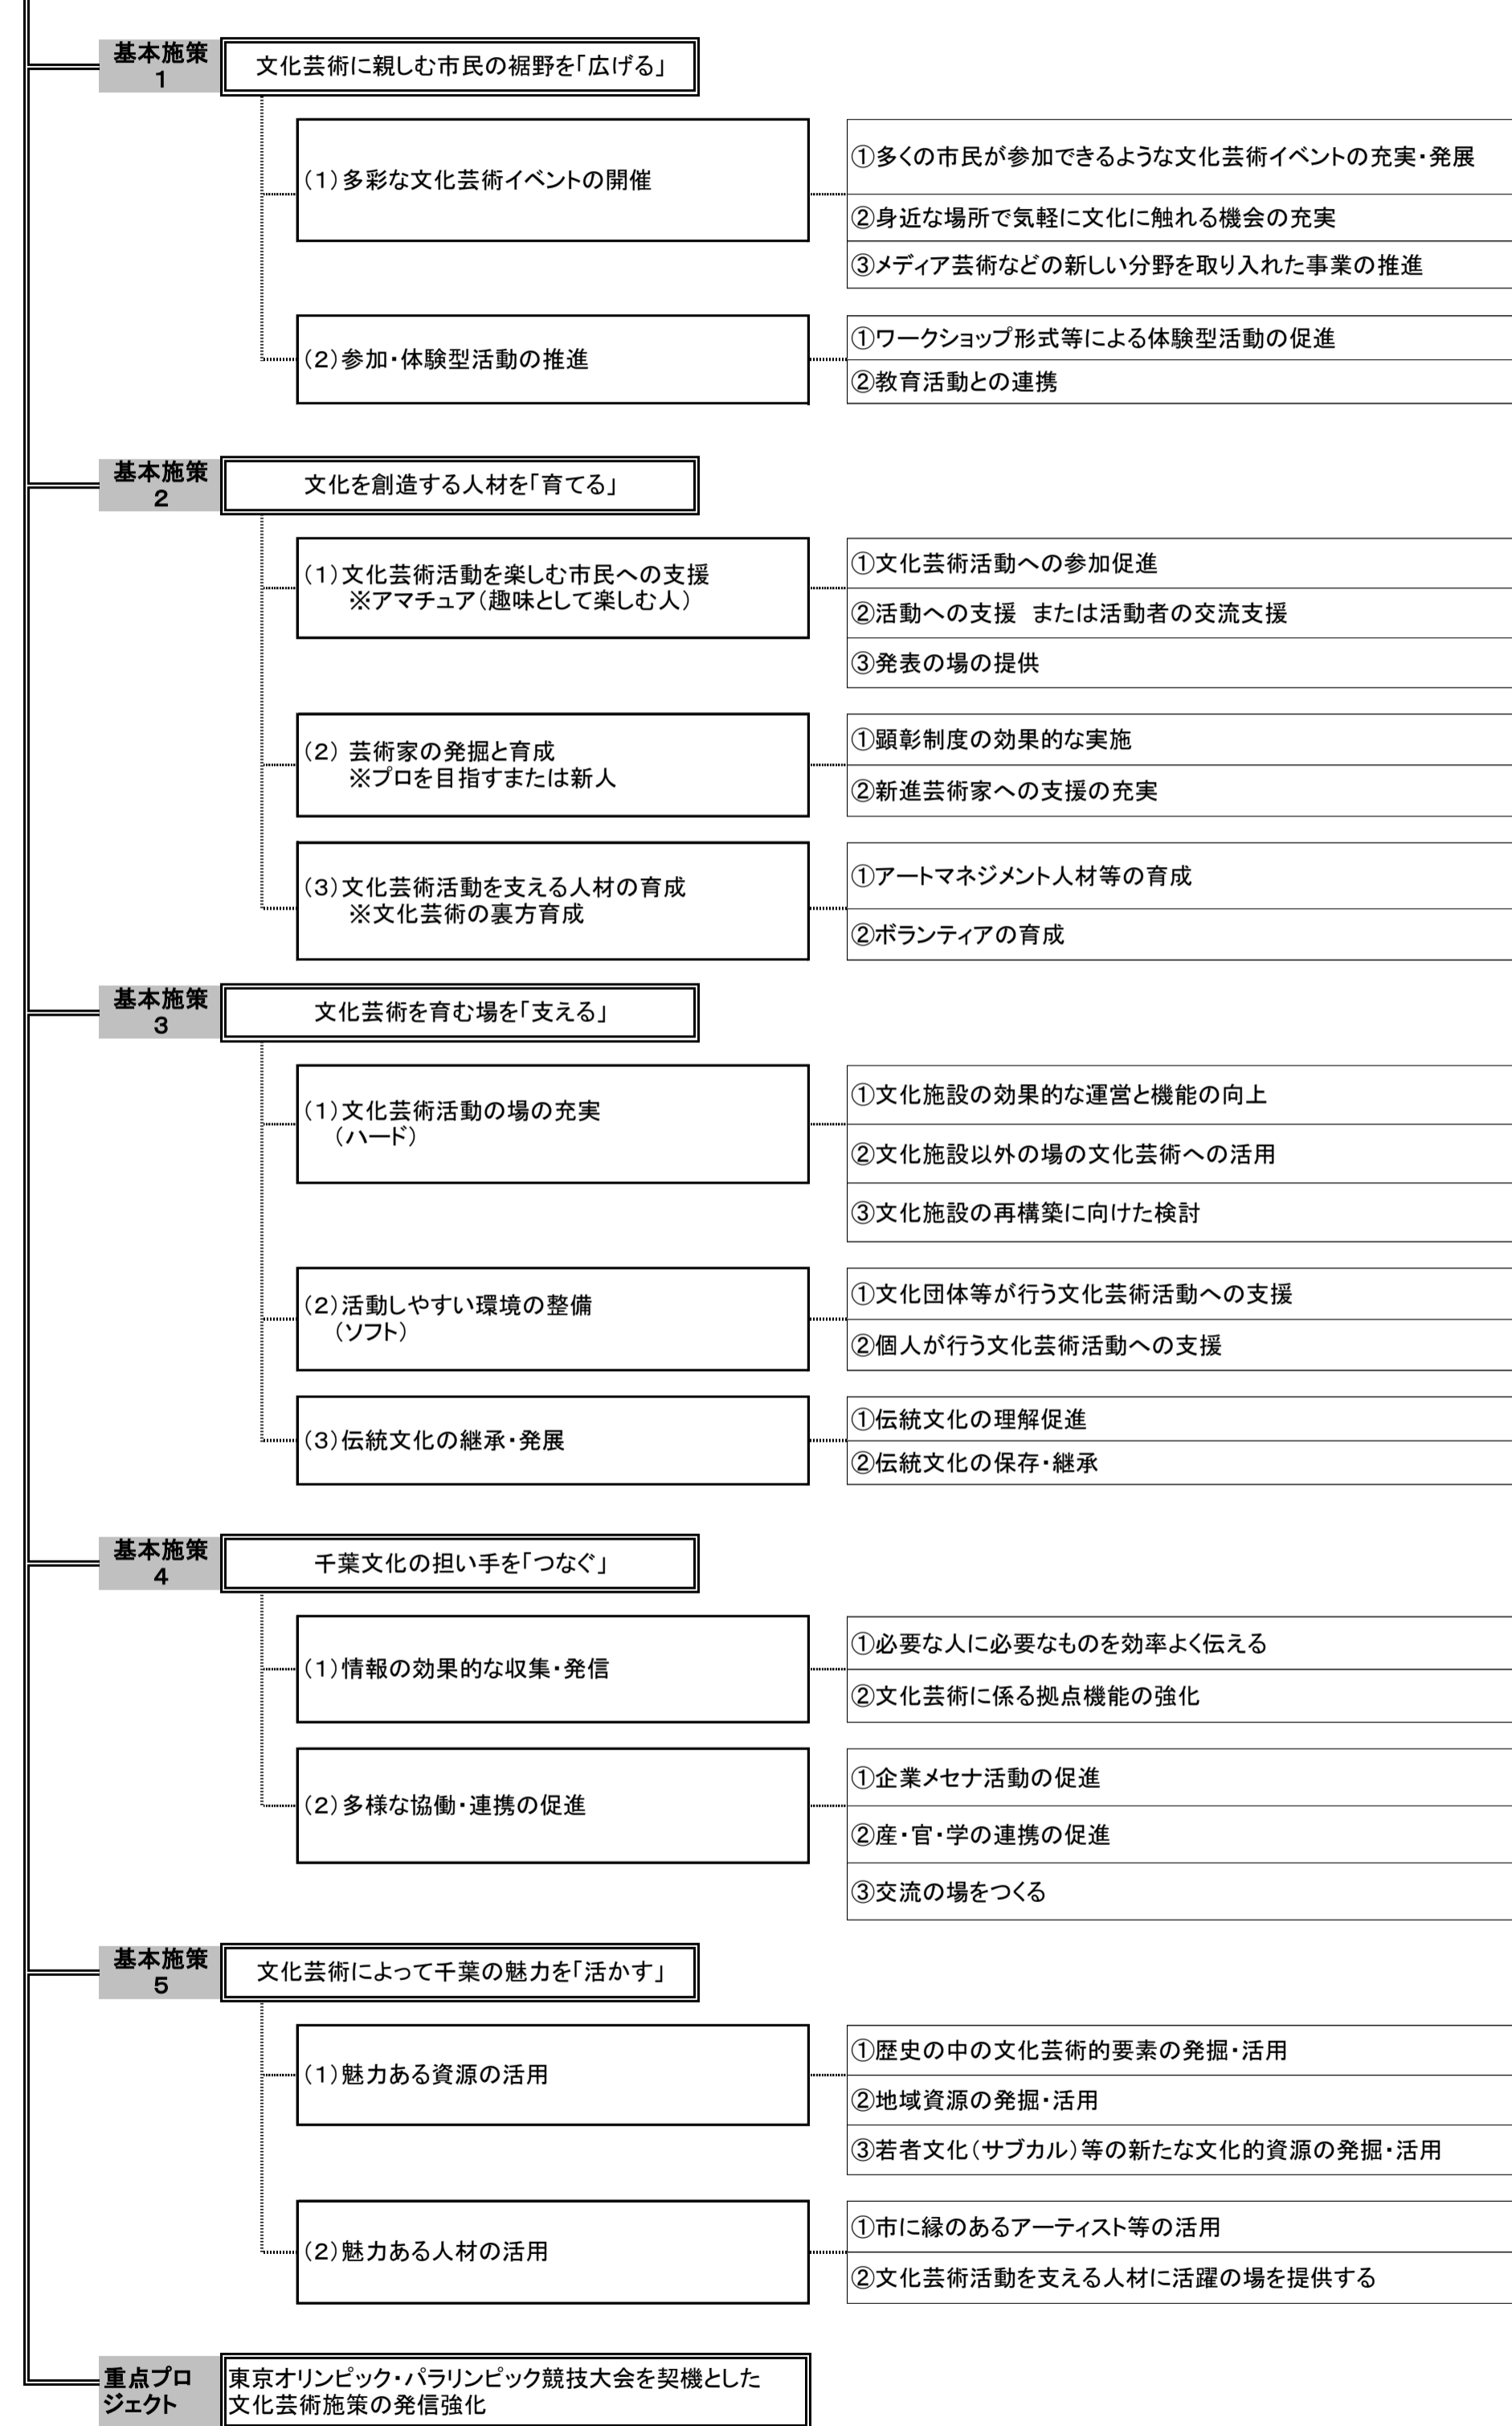 基本施策
1
文化芸術に親しむ市民の裾野を「広げる」
（１）多彩な文化芸術イベントの開催
①多くの市民が参加できるような文化芸術イベントの充実・発展
②身近な場所で気軽に文化に触れる機会の充実
③メディア芸術などの新しい分野を取り入れた事業の推進
（２）参加・体験型活動の推進
①ワークショップ形式等による体験型活動の促進
②教育活動との連携
基本施策
2
文化を創造する人材を「育てる」
（１）文化芸術活動を楽しむ市民への支援
※アマチュア（趣味として楽しむ人）
①文化芸術活動への参加促進
②活動への支援　または活動者の交流支援
③発表の場の提供
（２） 芸術家の発掘と育成
※プロを目指すまたは新人
①顕彰制度の効果的な実施
②新進芸術家への支援の充実
（３）文化芸術活動を支える人材の育成
※文化芸術の裏方育成
①アートマネジメント人材等の育成
②ボランティアの育成
基本施策
3
文化芸術を育む場を「支える」
（１）文化芸術活動の場の充実
（ハード）
①文化施設の効果的な運営と機能の向上
②文化施設以外の場の文化芸術への活用
③文化施設の再構築に向けた検討
（２）活動しやすい環境の整備
（ソフト）
①文化団体等が行う文化芸術活動への支援
②個人が行う文化芸術活動への支援
（３）伝統文化の継承・発展
①伝統文化の理解促進
②伝統文化の保存・継承
基本施策
4
千葉文化の担い手を「つなぐ」
（１）情報の効果的な収集・発信
①必要な人に必要なものを効率よく伝える
②文化芸術に係る拠点機能の強化
（２）多様な協働・連携の促進
①企業メセナ活動の促進
②産・官・学の連携の促進
③交流の場をつくる
基本施策
5
文化芸術によって千葉の魅力を「活かす」
（１）魅力ある資源の活用
①歴史の中の文化芸術的要素の発掘・活用
②地域資源の発掘・活用
③若者文化（サブカル）等の新たな文化的資源の発掘・活用
（２）魅力ある人材の活用
①市に縁のあるアーティスト等の活用
②文化芸術活動を支える人材に活躍の場を提供する
重点プロ
ジェクト
東京オリンピック・パラリンピック競技大会を契機とした
文化芸術施策の発信強化